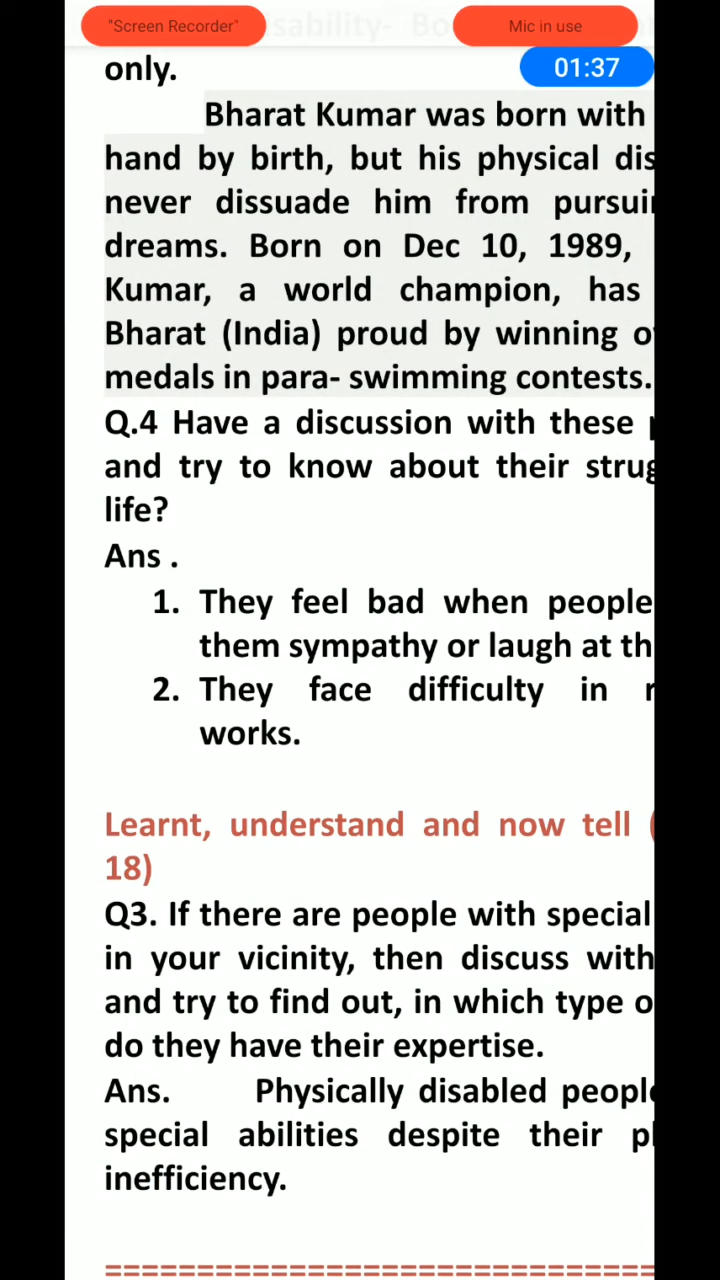 "Screen Recorder"
Mic in use
01:37
only.
Bharat Kumar was born with
hand by birth, but his physical dis
never dissuade him from pursui
dreams. Born on Dec 10, 1989,
Kumar, a world champion, has
Bharat (India) proud by winning o
medals in para- swimming contests.
Q.4 Have a discussion with these
and try to know about their strug
life?
Ans .
1. They feel bad when people
them sympathy or laugh at th
2. They face difficulty in r
works.
Learnt, understand and now tell (
18)
Q3. If there are people with special
in your vicinity, then discuss with
and try to find out, in which type o
do they have their expertise.
Ans. Physically disabled people
special abilities despite their pl
inefficiency.
==============================